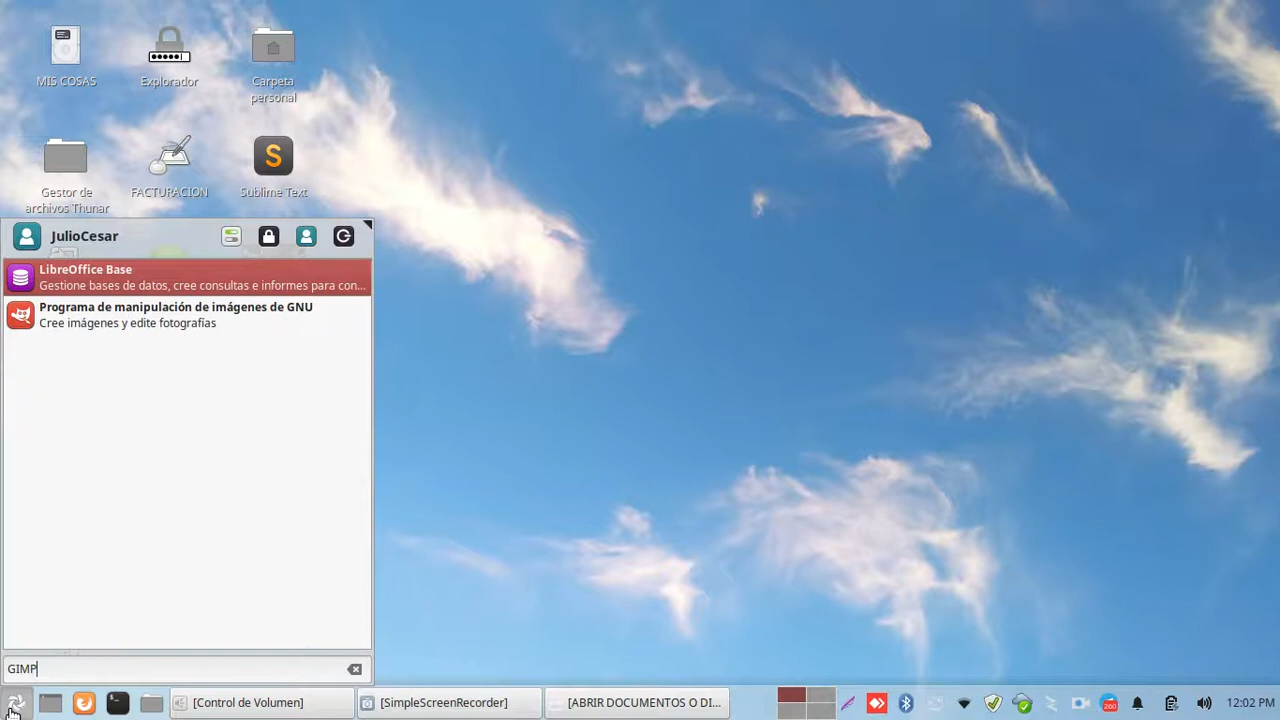 MIS COSAS
Explorador
Carpeta
personal
Gestor de
archivos Thunar
FACTURACION
Sublime Text
JulioCesar
LibreOffice Base
Gestione bases de datos, cree consultas e informes para con...
Programa de manipulación de imágenes de GNU
Cree imágenes y edite fotografías
GIMP
[Control de Volumen]
[SimpleScreenRecorder]
[ABRIR DOCUMENTOS O DI...
260
12:02 PM